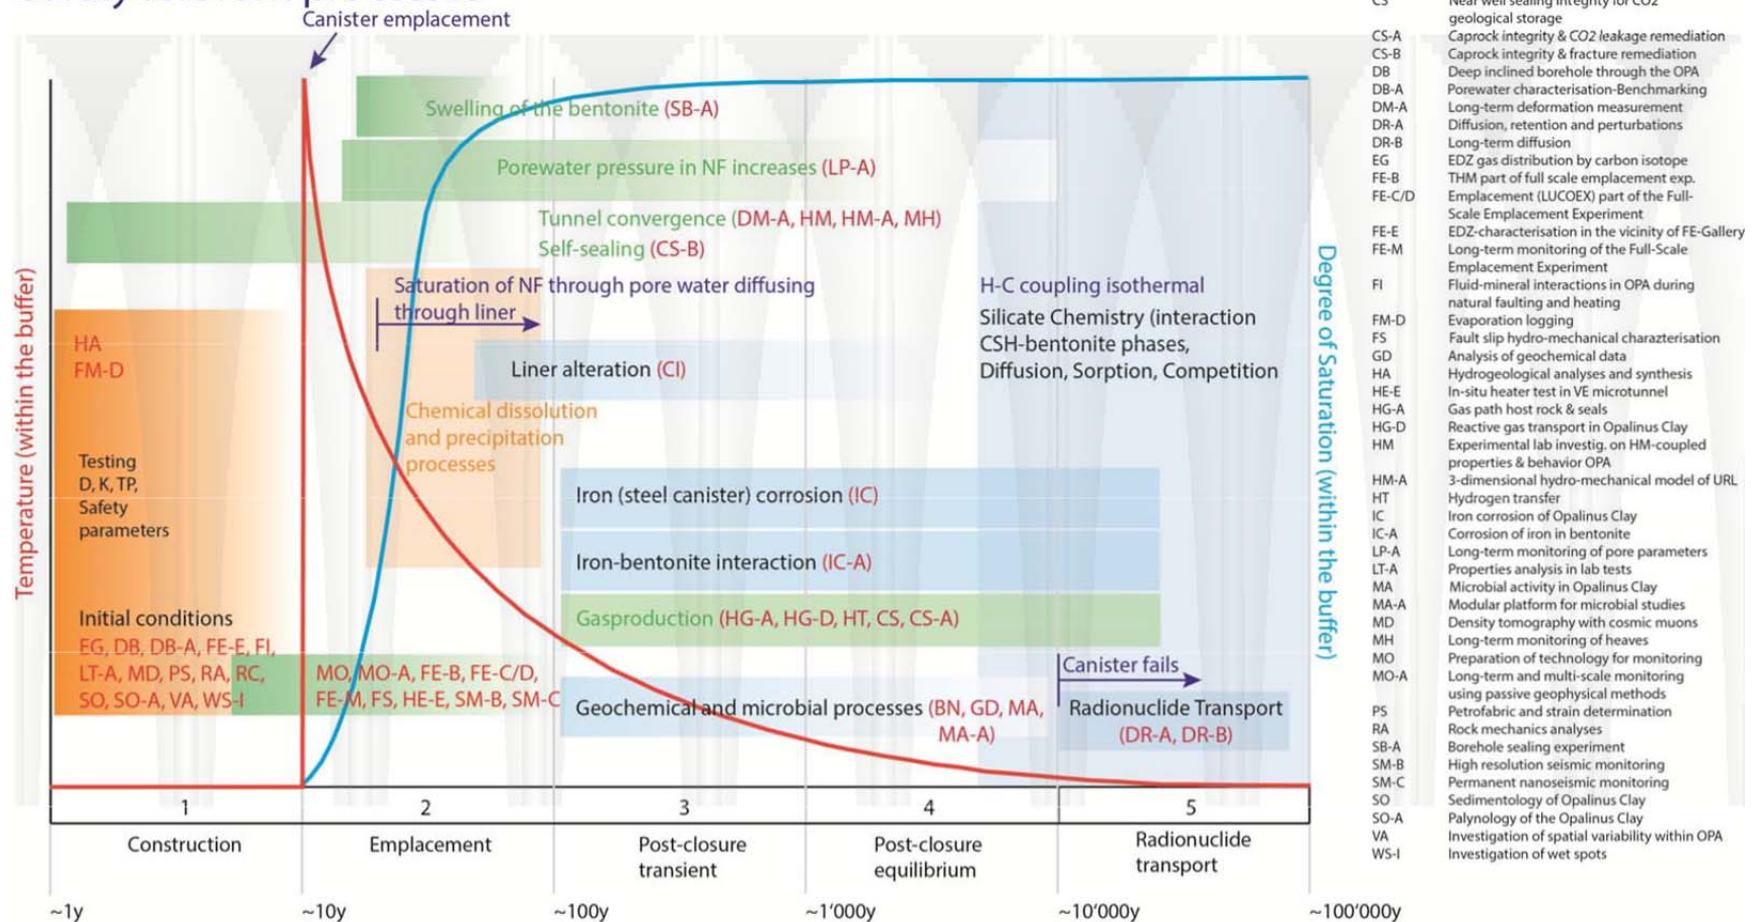 Canister emplacement
Swelling of the bentonite (SB-A)
Porewater pressure in NF increases (LP-A)
Tunnel convergence (DM-A, HM, HM-A, MH)
Self-sealing (CS-B)
Saturation of NF through pore water diffusing
through liner
H-C coupling isothermal
Silicate Chemistry (interaction
CSH-bentonite phases,
Diffusion, Sorption, Competition
HA
FM-D
Liner alteration (CI)
Chemical dissolution
and precipitation
processes
Testing
D, K, TP,
Safety
parameters
Iron (steel canister) corrosion (IC)
Iron-bentonite interaction (IC-A)
Initial conditions
EG, DB, DB-A, FE-E, FI,
LT-A, MD, PS, RA, RC,
SO, SO-A, VA, WS-I
MO, MO-A, FE-B, FE-C/D,
FE-M, FS, HE-E, SM-B, SM-C
Gasproduction (HG-A, HG-D, HT, CS, CS-A)
Geochemical and microbial processes (BN, GD, MA,
MA-A)
Canister fails
Radionuclide Transport
(DR-A, DR-B)
Temperature (within the buffer)
Degree of Saturation (within the buffer)
1 2 3 4 5
Construction Emplacement Post-closure Post-closure Radionuclide
transient equilibrium transport
~1y ~10y ~100y ~1'000y ~10'000y ~100'000y
CS Near well sealing integrity for CO2
geological storage
CS-A Caprock integrity & CO2 leakage remediation
CS-B Caprock integrity & fracture remediation
DB Deep inclined borehole through the OPA
DB-A Porewater characterisation-Benchmarking
DM-A Long-term deformation measurement
DR-A Diffusion, retention and perturbations
DR-B Long-term diffusion
EG EDZ gas distribution by carbon isotope
FE-B THM part of full scale emplacement exp.
FE-C/D Emplacement (LUCOEX) part of the Full-
Scale Emplacement Experiment
FE-E EDZ-characterisation in the vicinity of FE-Gallery
FE-M Long-term monitoring of the Full-Scale
Emplacement Experiment
FI Fluid-mineral interactions in OPA during
natural faulting and heating
FM-D Evaporation logging
FS Fault slip hydro-mechanical charazterisation
GD Analysis of geochemical data
HA Hydrogeological analyses and synthesis
HE-E In-situ heater test in VE microtunnel
HG-A Gas path host rock & seals
HG-D Reactive gas transport in Opalinus Clay
HM Experimental lab investig. on HM-coupled
properties & behavior OPA
HM-A 3-dimensional hydro-mechanical model of URL
HT Hydrogen transfer
IC Iron corrosion of Opalinus Clay
IC-A Corrosion of iron in bentonite
LP-A Long-term monitoring of pore parameters
LT-A Properties analysis in lab tests
MA Microbial activity in Opalinus Clay
MA-A Modular platform for microbial studies
MD Density tomography with cosmic muons
MH Long-term monitoring of heaves
MO Preparation of technology for monitoring
MO-A Long-term and multi-scale monitoring
using passive geophysical methods
PS Petrofabric and strain determination
RA Rock mechanics analyses
SB-A Borehole sealing experiment
SM-B High resolution seismic monitoring
SM-C Permanent nanoseismic monitoring
SO Sedimentology of Opalinus Clay
SO-A Palynology of the Opalinus Clay
VA Investigation of spatial variability within OPA
WS-I Investigation of wet spots